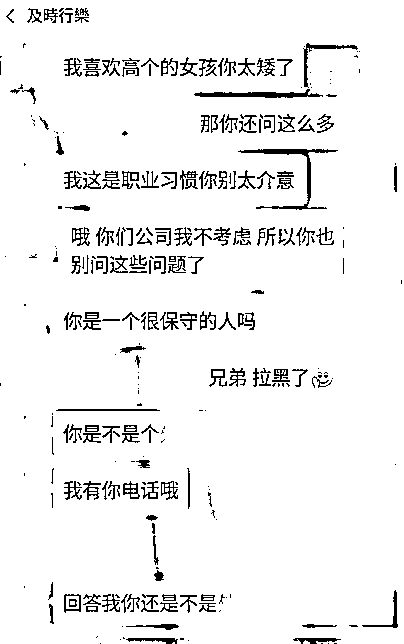 及時行樂
我喜欢高个的女孩你太矮了
那你还问这么多
我这是职业习惯你别太介意
哦 你们公司我不考虑 所以你也
别问这些问题了
你是一个很保守的人吗
兄弟 拉黑了
你是不是个
我有你电话哦
回答我你还是不是